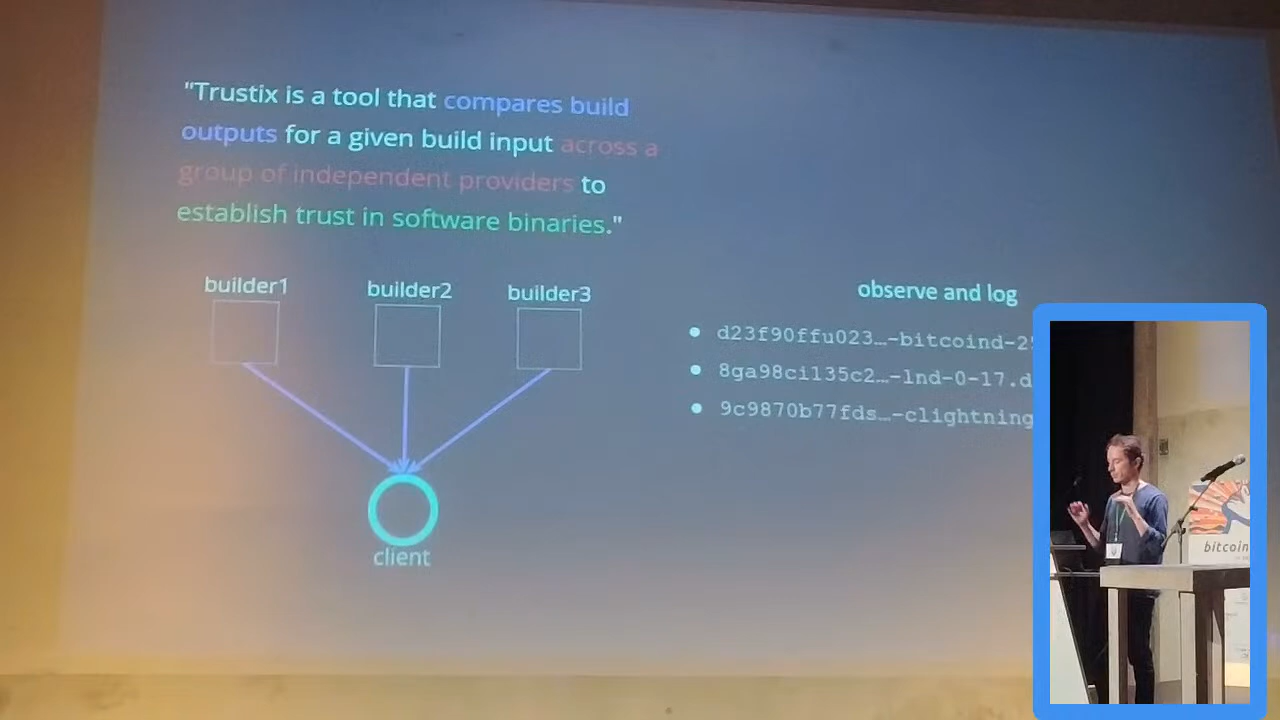 "Trustix is a tool that compares build
outputs for a given build input across a
group of independent providers to
establish trust in software binaries."
builder1
builder2
builder3
client
observe and log
• d23f90ffu023…-bitcoind-2
• 8ga98ci135c2…-lnd-0-17.d
• 9c9870b77fds…-clightning
bitcoin